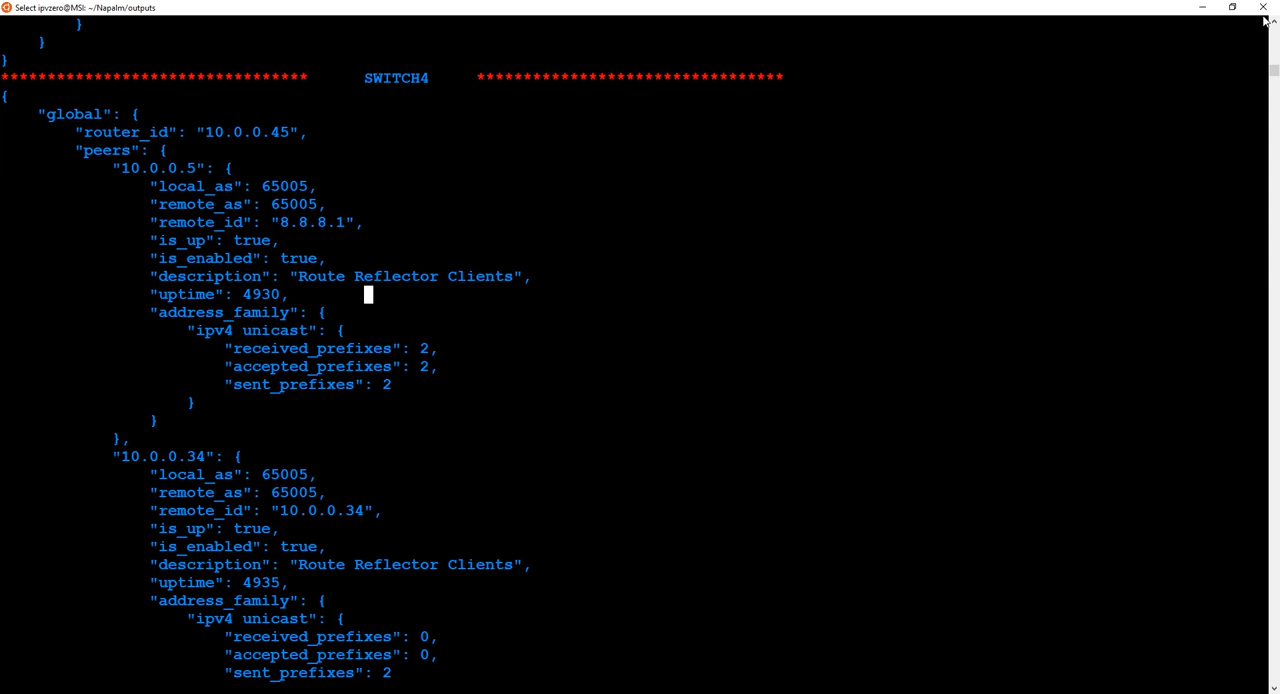 Select ipvzero@MSI: ~/Napalm/outputs
        }
    }
}
********************************* SWITCH4 *********************************
{
    "global": {
        "router_id": "10.0.0.45",
        "peers": {
            "10.0.0.5": {
                "local_as": 65005,
                "remote_as": 65005,
                "remote_id": "8.8.8.1",
                "is_up": true,
                "is_enabled": true,
                "description": "Route Reflector Clients",
                "uptime": 4930,
                "address_family": {
                    "ipv4 unicast": {
                        "received_prefixes": 2,
                        "accepted_prefixes": 2,
                        "sent_prefixes": 2
                    }
                }
            },
            "10.0.0.34": {
                "local_as": 65005,
                "remote_as": 65005,
                "remote_id": "10.0.0.34",
                "is_up": true,
                "is_enabled": true,
                "description": "Route Reflector Clients",
                "uptime": 4935,
                "address_family": {
                    "ipv4 unicast": {
                        "received_prefixes": 0,
                        "accepted_prefixes": 0,
                        "sent_prefixes": 2